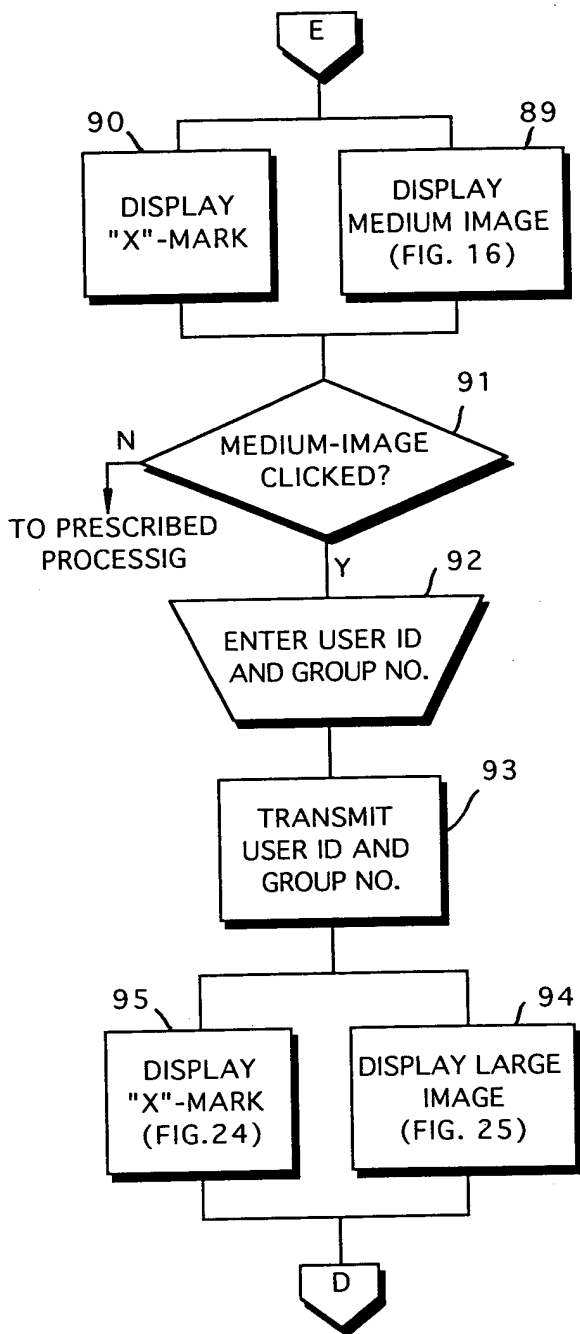 E
90
DISPLAY
"X"-MARK
89
DISPLAY
MEDIUM IMAGE
(FIG. 16)
91
MEDIUM-IMAGE
CLICKED?
N
TO PRESCRIBED
PROCESSIG
Y
92
ENTER USER ID
AND GROUP NO.
93
TRANSMIT
USER ID AND
GROUP NO.
95
DISPLAY
"X"-MARK
(FIG.24)
94
DISPLAY LARGE
IMAGE
(FIG. 25)
D